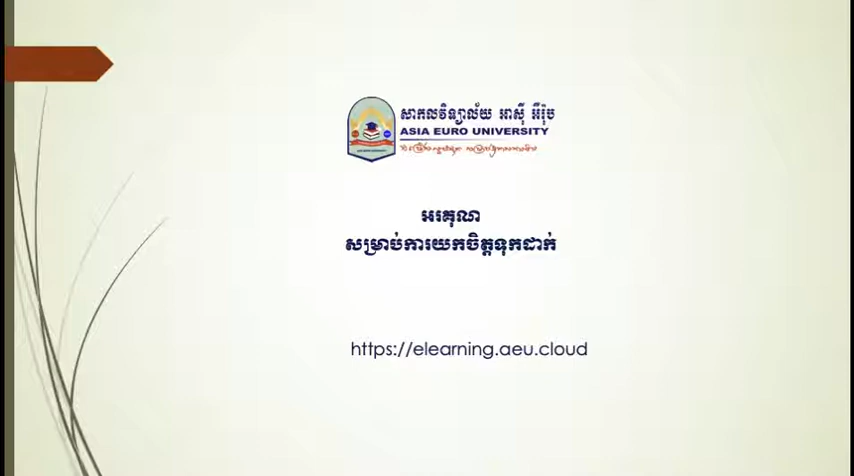 សាកលវិទ្យាល័យ អាស៊ី អឺរ៉ុប
ASIA EURO UNIVERSITY
អរគុណ
សម្រាប់ការយកចិត្តទុកដាក់
https://elearning.aeu.cloud